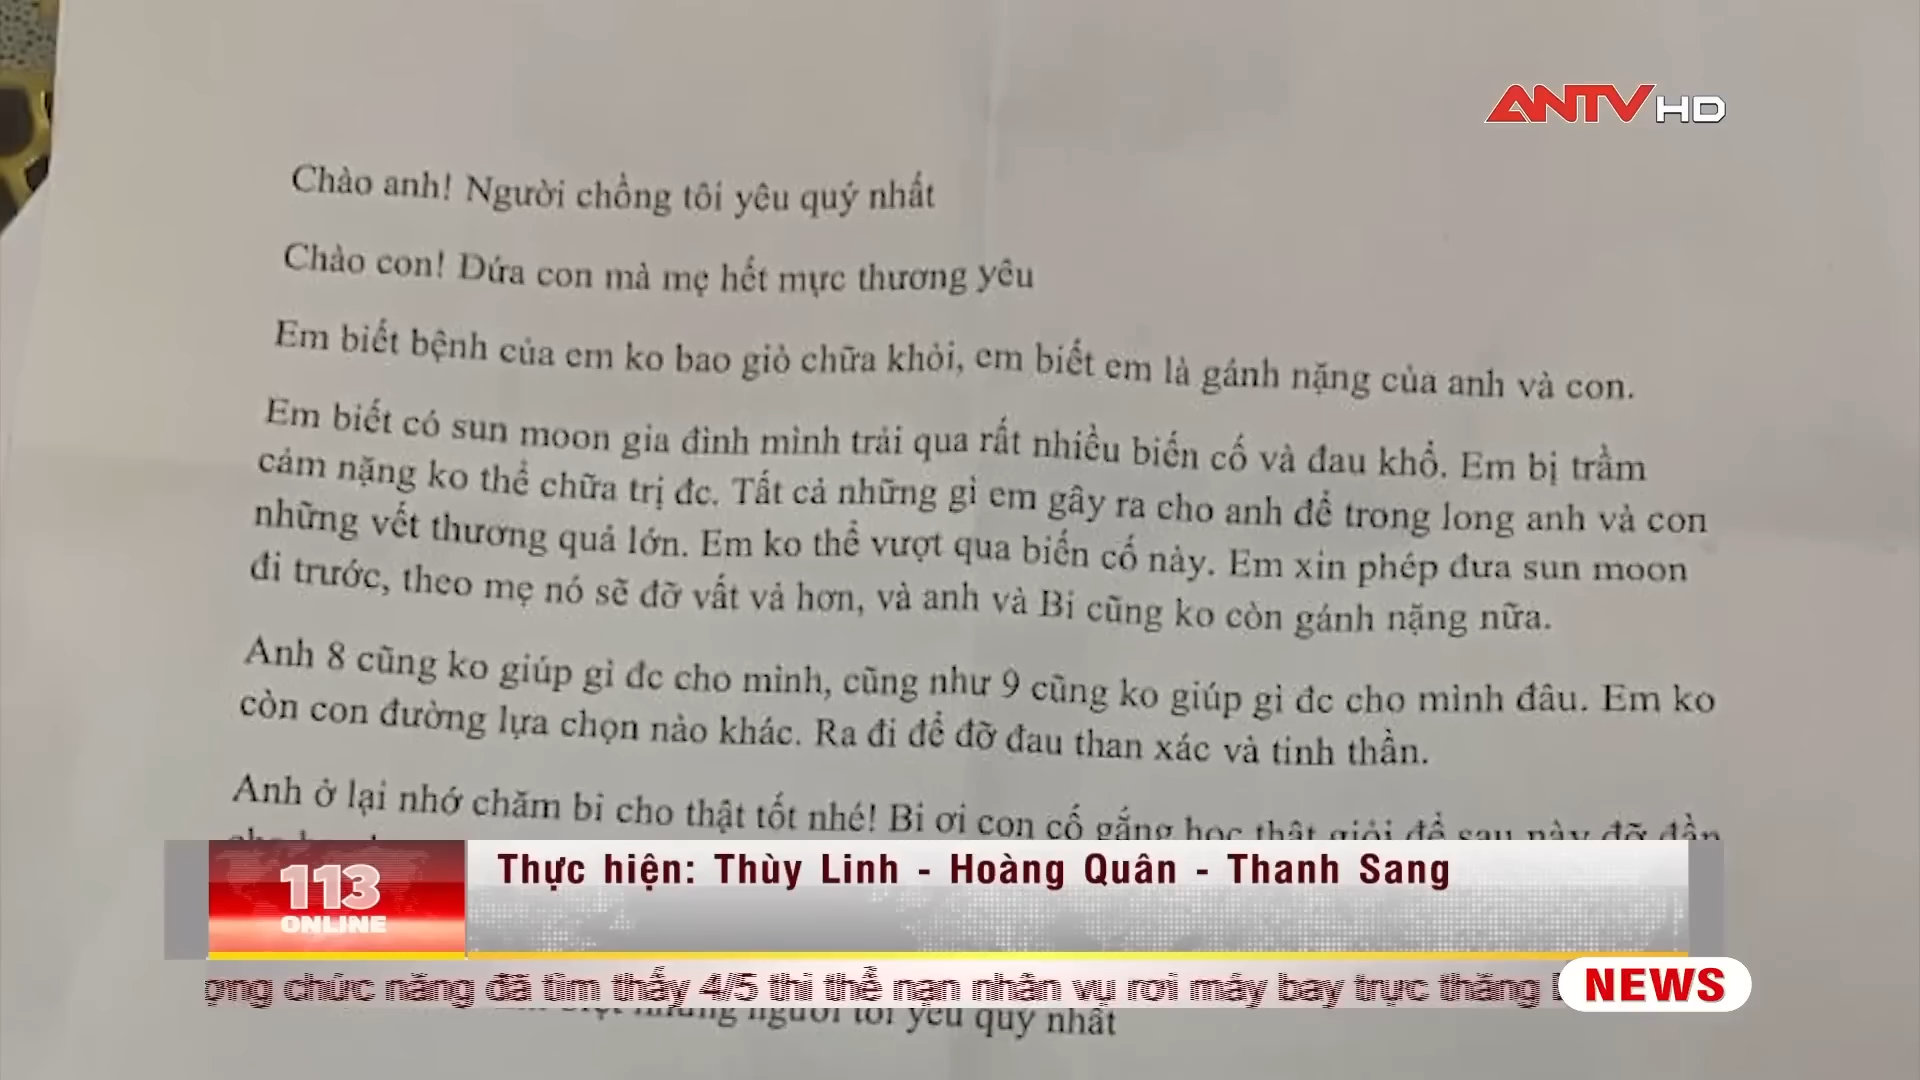 ANTV HD
Chào anh! Người chồng tôi yêu quý nhất
Chào con! Đứa con mà mẹ hết mực thương yêu
Em biết bệnh của em ko bao giờ chữa khỏi, em biết em là gánh nặng của anh và con.
Em biết có sun moon gia đình mình trải qua rất nhiều biến cố và đau khổ. Em bị trầm
cảm nặng ko thể chữa trị đc. Tất cả những gì em gây ra cho anh để trong long anh và con
những vết thương quả lớn. Em ko thể vượt qua biến cố này. Em xin phép đưa sun moon
đi trước, theo mẹ nó sẽ đỡ vất vả hơn, và anh và Bi cũng ko còn gánh nặng nữa.
Anh 8 cũng ko giúp gì đc cho mình, cũng như 9 cũng ko giúp gì đc cho mình đâu. Em ko
còn con đường lựa chọn nào khác. Ra đi để đỡ đau than xác và tinh thần.
Anh ở lại nhớ chăm bi cho thật tốt nhé! Bi ơi con cố gắng học thật giỏi để sau này đỡ đần
113
ONLINE
Thực hiện: Thùy Linh - Hoàng Quân - Thanh Sang
ợng chức năng đã tìm thấy 4/5 thi thể nạn nhân vụ rơi máy bay trực thăng
NEWS
những người tôi yêu quý nhất